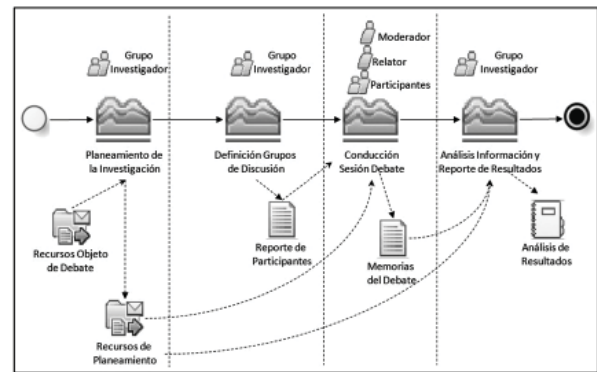 Grupo
Investigador
Grupo
Investigador
Moderador
Relator
Participantes
Grupo
Investigador
Planeamiento de
la Investigación
Definición Grupos
de Discusión
Conducción
Sesión Debate
Análisis Información y
Reporte de Resultados
Recursos Objeto
de Debate
Reporte de
Participantes
Memorias
del Debate
Análisis de
Resultados
Recursos de
Planeamiento